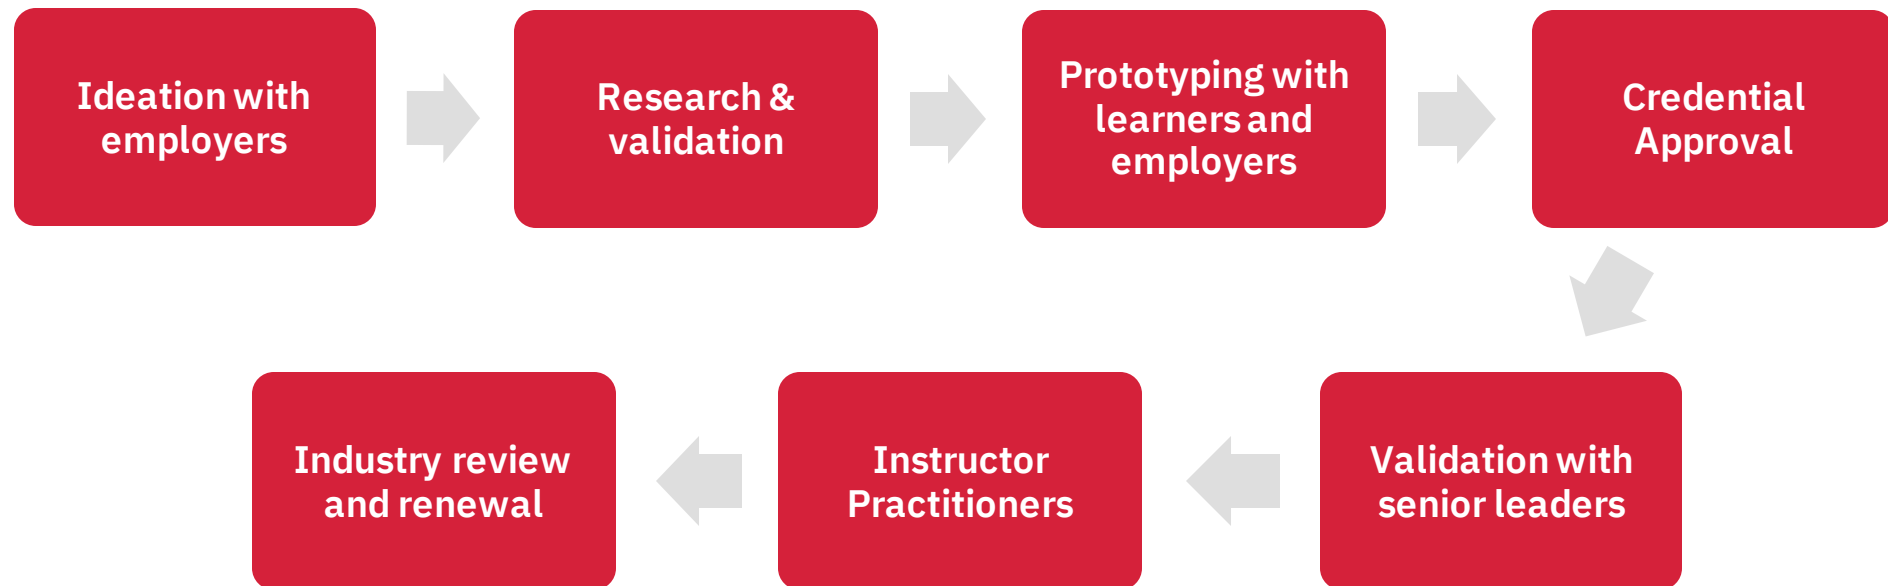 Ideation with
employers
Research &
validation
Prototyping with
learners and
employers
Credential
Approval
Validation with
senior leaders
Instructor
Practitioners
Industry review
and renewal